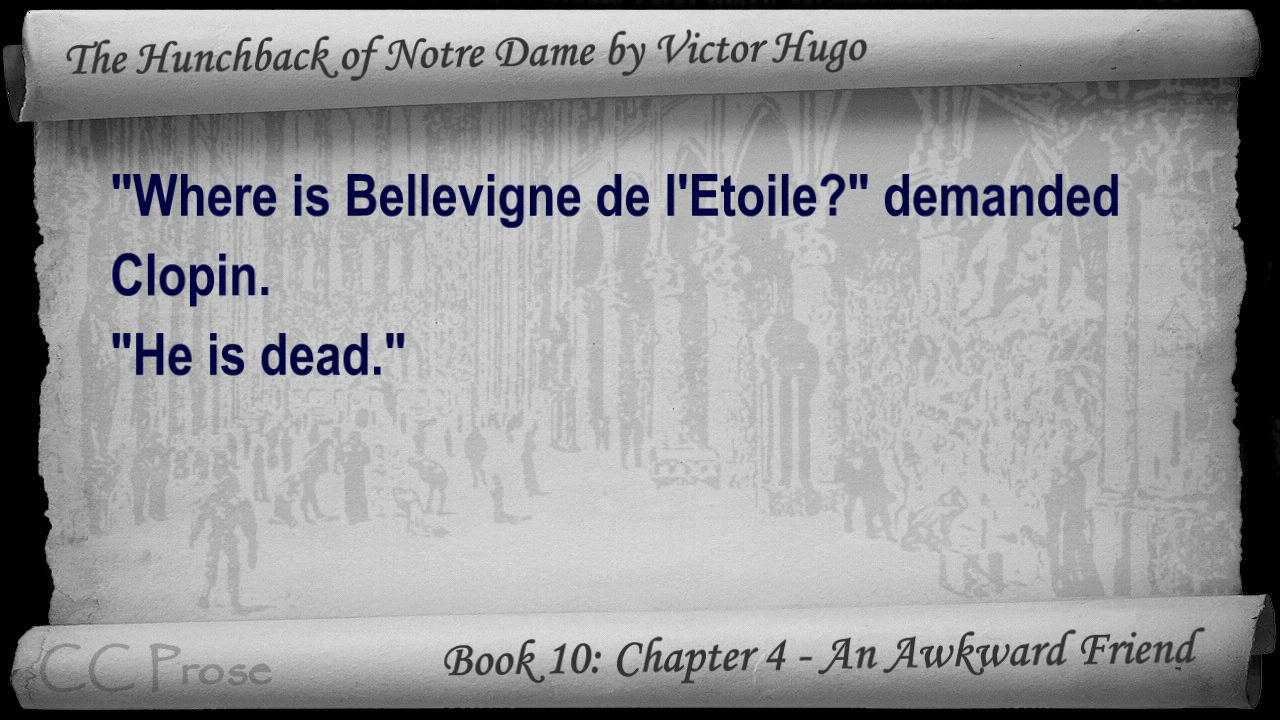 The Hunchback of Notre Dame by Victor Hugo
"Where is Bellevigne de l'Etoile?" demanded
Clopin.
"He is dead."
CC Prose
Book 10: Chapter 4 - An Awkward Friend